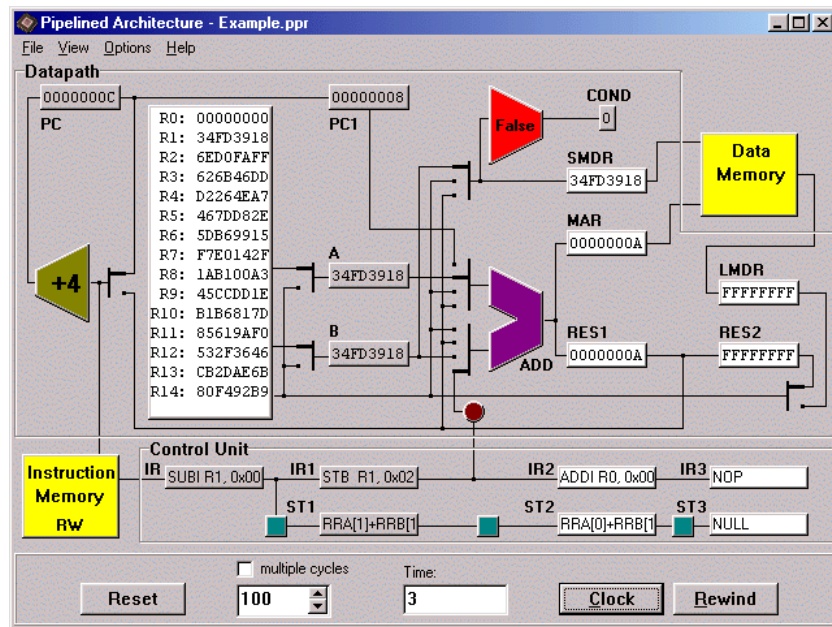 Pipelined Architecture - Example.ppr
File View Options Help
Datapath
0000000C
PC
00000008
PC1
R0: 00000000
R1: 34FD3918
R2: 6ED0FAFF
R3: 626B46DD
R4: D2264EA7
R5: 467DD82E
R6: 5DB69915
R7: F7E0142F
R8: 1AB100A3
R9: 45CCDD1E
R10: B1B6817D
R11: 85619AF0
R12: 532F3646
R13: CB2DAE6B
R14: 80F492B9
False
COND
0
SMDR
34FD3918
Data
Memory
MAR
0000000A
+4
A
34FD3918
B
34FD3918
ADD
LMDR
FFFFFFFF
RES1
0000000A
RES2
FFFFFFFF
Control Unit
Instruction
Memory
RW
IR SUBI R1, 0x00 IR1 STB R1, 0x02 IR2 ADDI R0, 0x00 IR3 NOP
ST1 RRA[1]+RRB[1 ST2 RRA[0]+RRB[1 ST3 NULL
multiple cycles
Time:
Reset 100 3 Clock Rewind